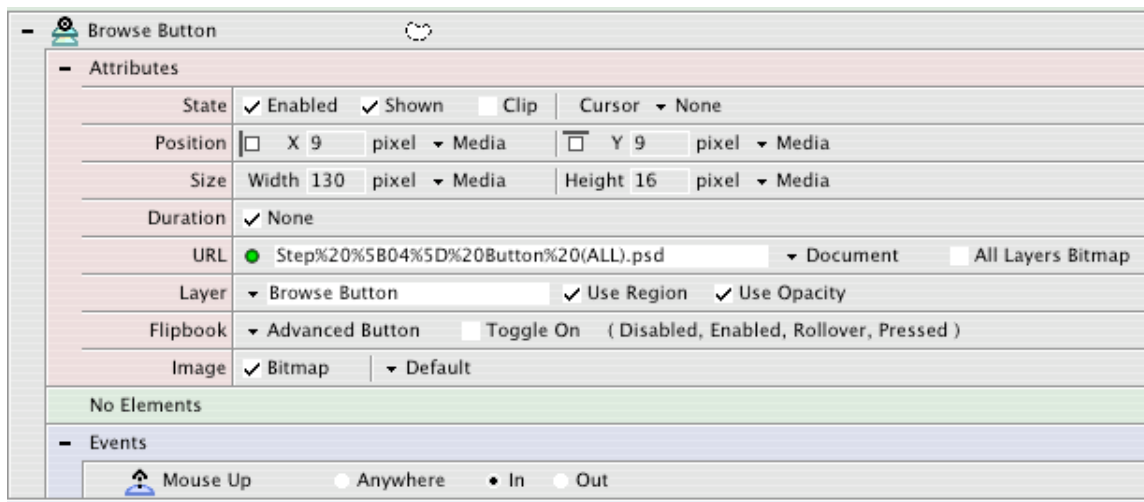 Browse Button
Attributes
State Enabled Shown Clip Cursor None
Position X 9 pixel Media Y 9 pixel Media
Size Width 130 pixel Media Height 16 pixel Media
Duration None
URL Step%20%5B04%5D%20Button%20(ALL).psd Document All Layers Bitmap
Layer Browse Button Use Region Use Opacity
Flipbook Advanced Button Toggle On ( Disabled, Enabled, Rollover, Pressed )
Image Bitmap Default
No Elements
Events
Mouse Up Anywhere In Out